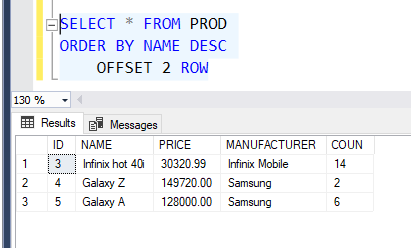 SELECT * FROM PROD
ORDER BY NAME DESC
OFFSET 2 ROW
130 %
Results Messages
ID NAME PRICE MANUFACTURER COUN
1 3 Infinix hot 40i 30320.99 Infinix Mobile 14
2 4 Galaxy Z 149720.00 Samsung 2
3 5 Galaxy A 128000.00 Samsung 6